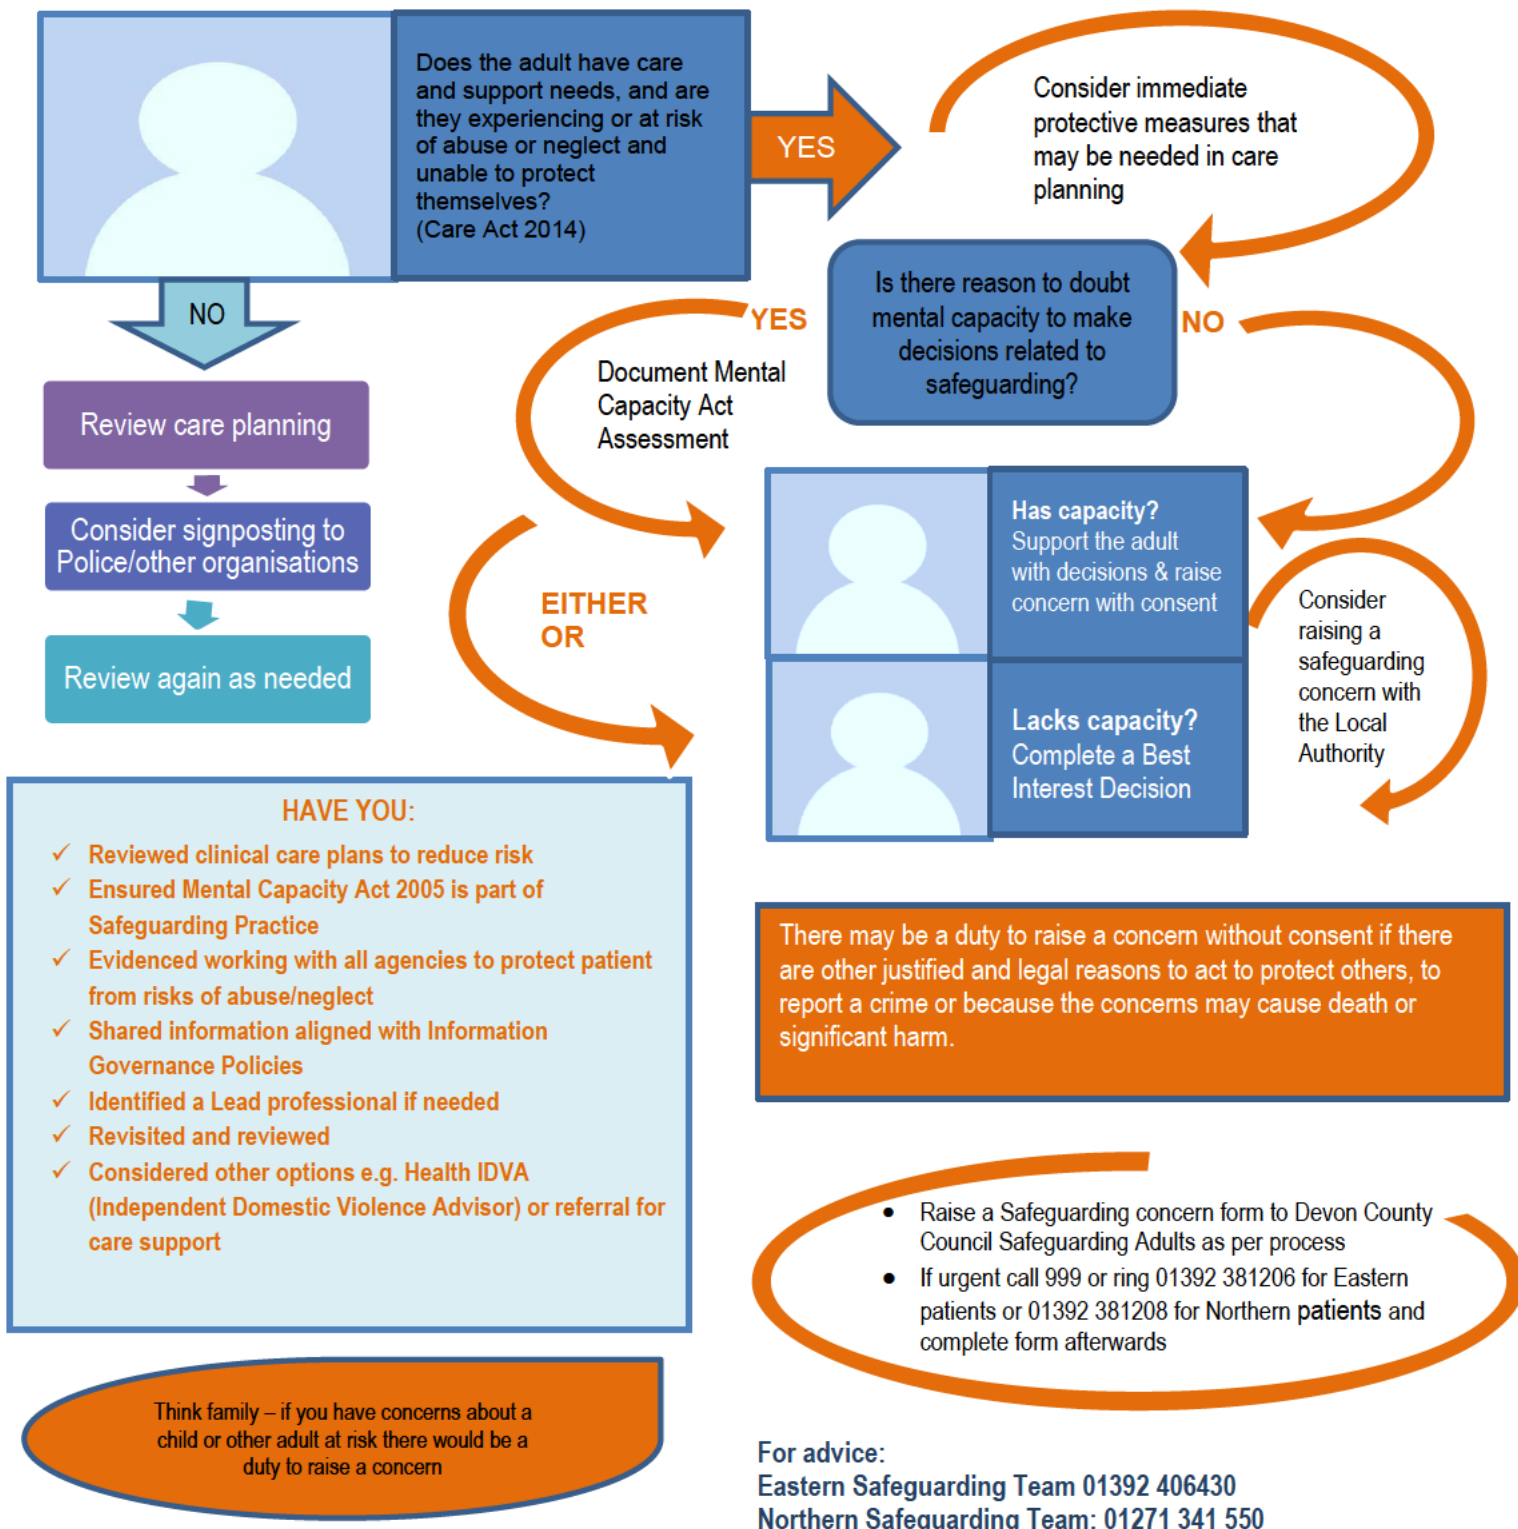 Does the adult have care
and support needs, and are
they experiencing or at risk
of abuse or neglect and
unable to protect
themselves?
(Care Act 2014)
YES
Consider immediate
protective measures that
may be needed in care
planning
NO
Review care planning
Consider signposting to
Police/other organisations
Review again as needed
Is there reason to doubt
mental capacity to make
decisions related to
safeguarding?
YES
NO
Document Mental
Capacity Act
Assessment
EITHER
OR
Has capacity?
Support the adult
with decisions & raise
concern with consent
Lacks capacity?
Complete a Best
Interest Decision
Consider
raising a
safeguarding
concern with
the Local
Authority
HAVE YOU:
✓ Reviewed clinical care plans to reduce risk
✓ Ensured Mental Capacity Act 2005 is part of
Safeguarding Practice
✓ Evidenced working with all agencies to protect patient
from risks of abuse/neglect
✓ Shared information aligned with Information
Governance Policies
✓ Identified a Lead professional if needed
✓ Revisited and reviewed
✓ Considered other options e.g. Health IDVA
(Independent Domestic Violence Advisor) or referral for
care support
There may be a duty to raise a concern without consent if there
are other justified and legal reasons to act to protect others, to
report a crime or because the concerns may cause death or
significant harm.
• Raise a Safeguarding concern form to Devon County
Council Safeguarding Adults as per process
• If urgent call 999 or ring 01392 381206 for Eastern
patients or 01392 381208 for Northern patients and
complete form afterwards
Think family – if you have concerns about a
child or other adult at risk there would be a
duty to raise a concern
For advice:
Eastern Safeguarding Team 01392 406430
Northern Safeguarding Team: 01271 341 550